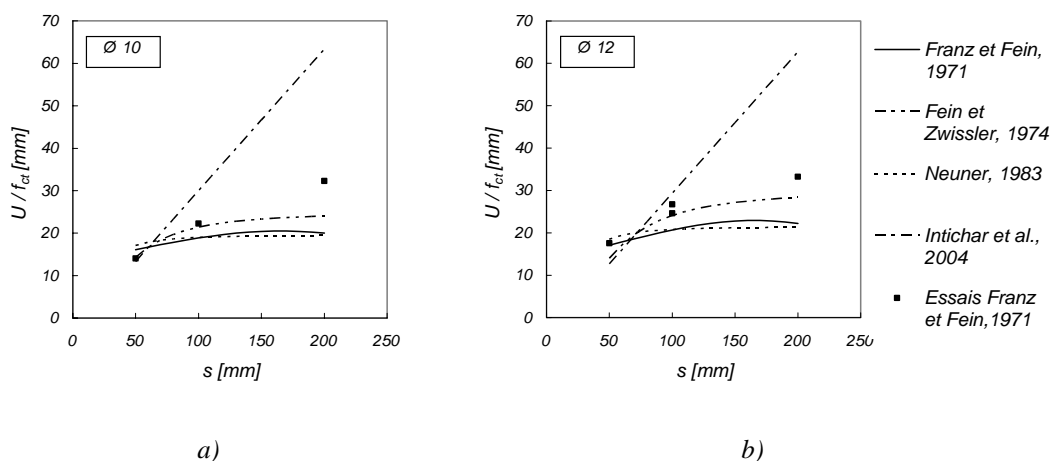 70
60
50
40
30
20
10
0
U / fct [mm]
Ø 10
0 50 100 150 200 250
s [mm]
a)
70
60
50
40
30
20
10
0
U / fct [mm]
Ø 12
0 50 100 150 200 250
s [mm]
b)
Franz et Fein,
1971
Fein et
Zwissler, 1974
Neuner, 1983
Intichar et al.,
2004
Essais Franz
et Fein,1971